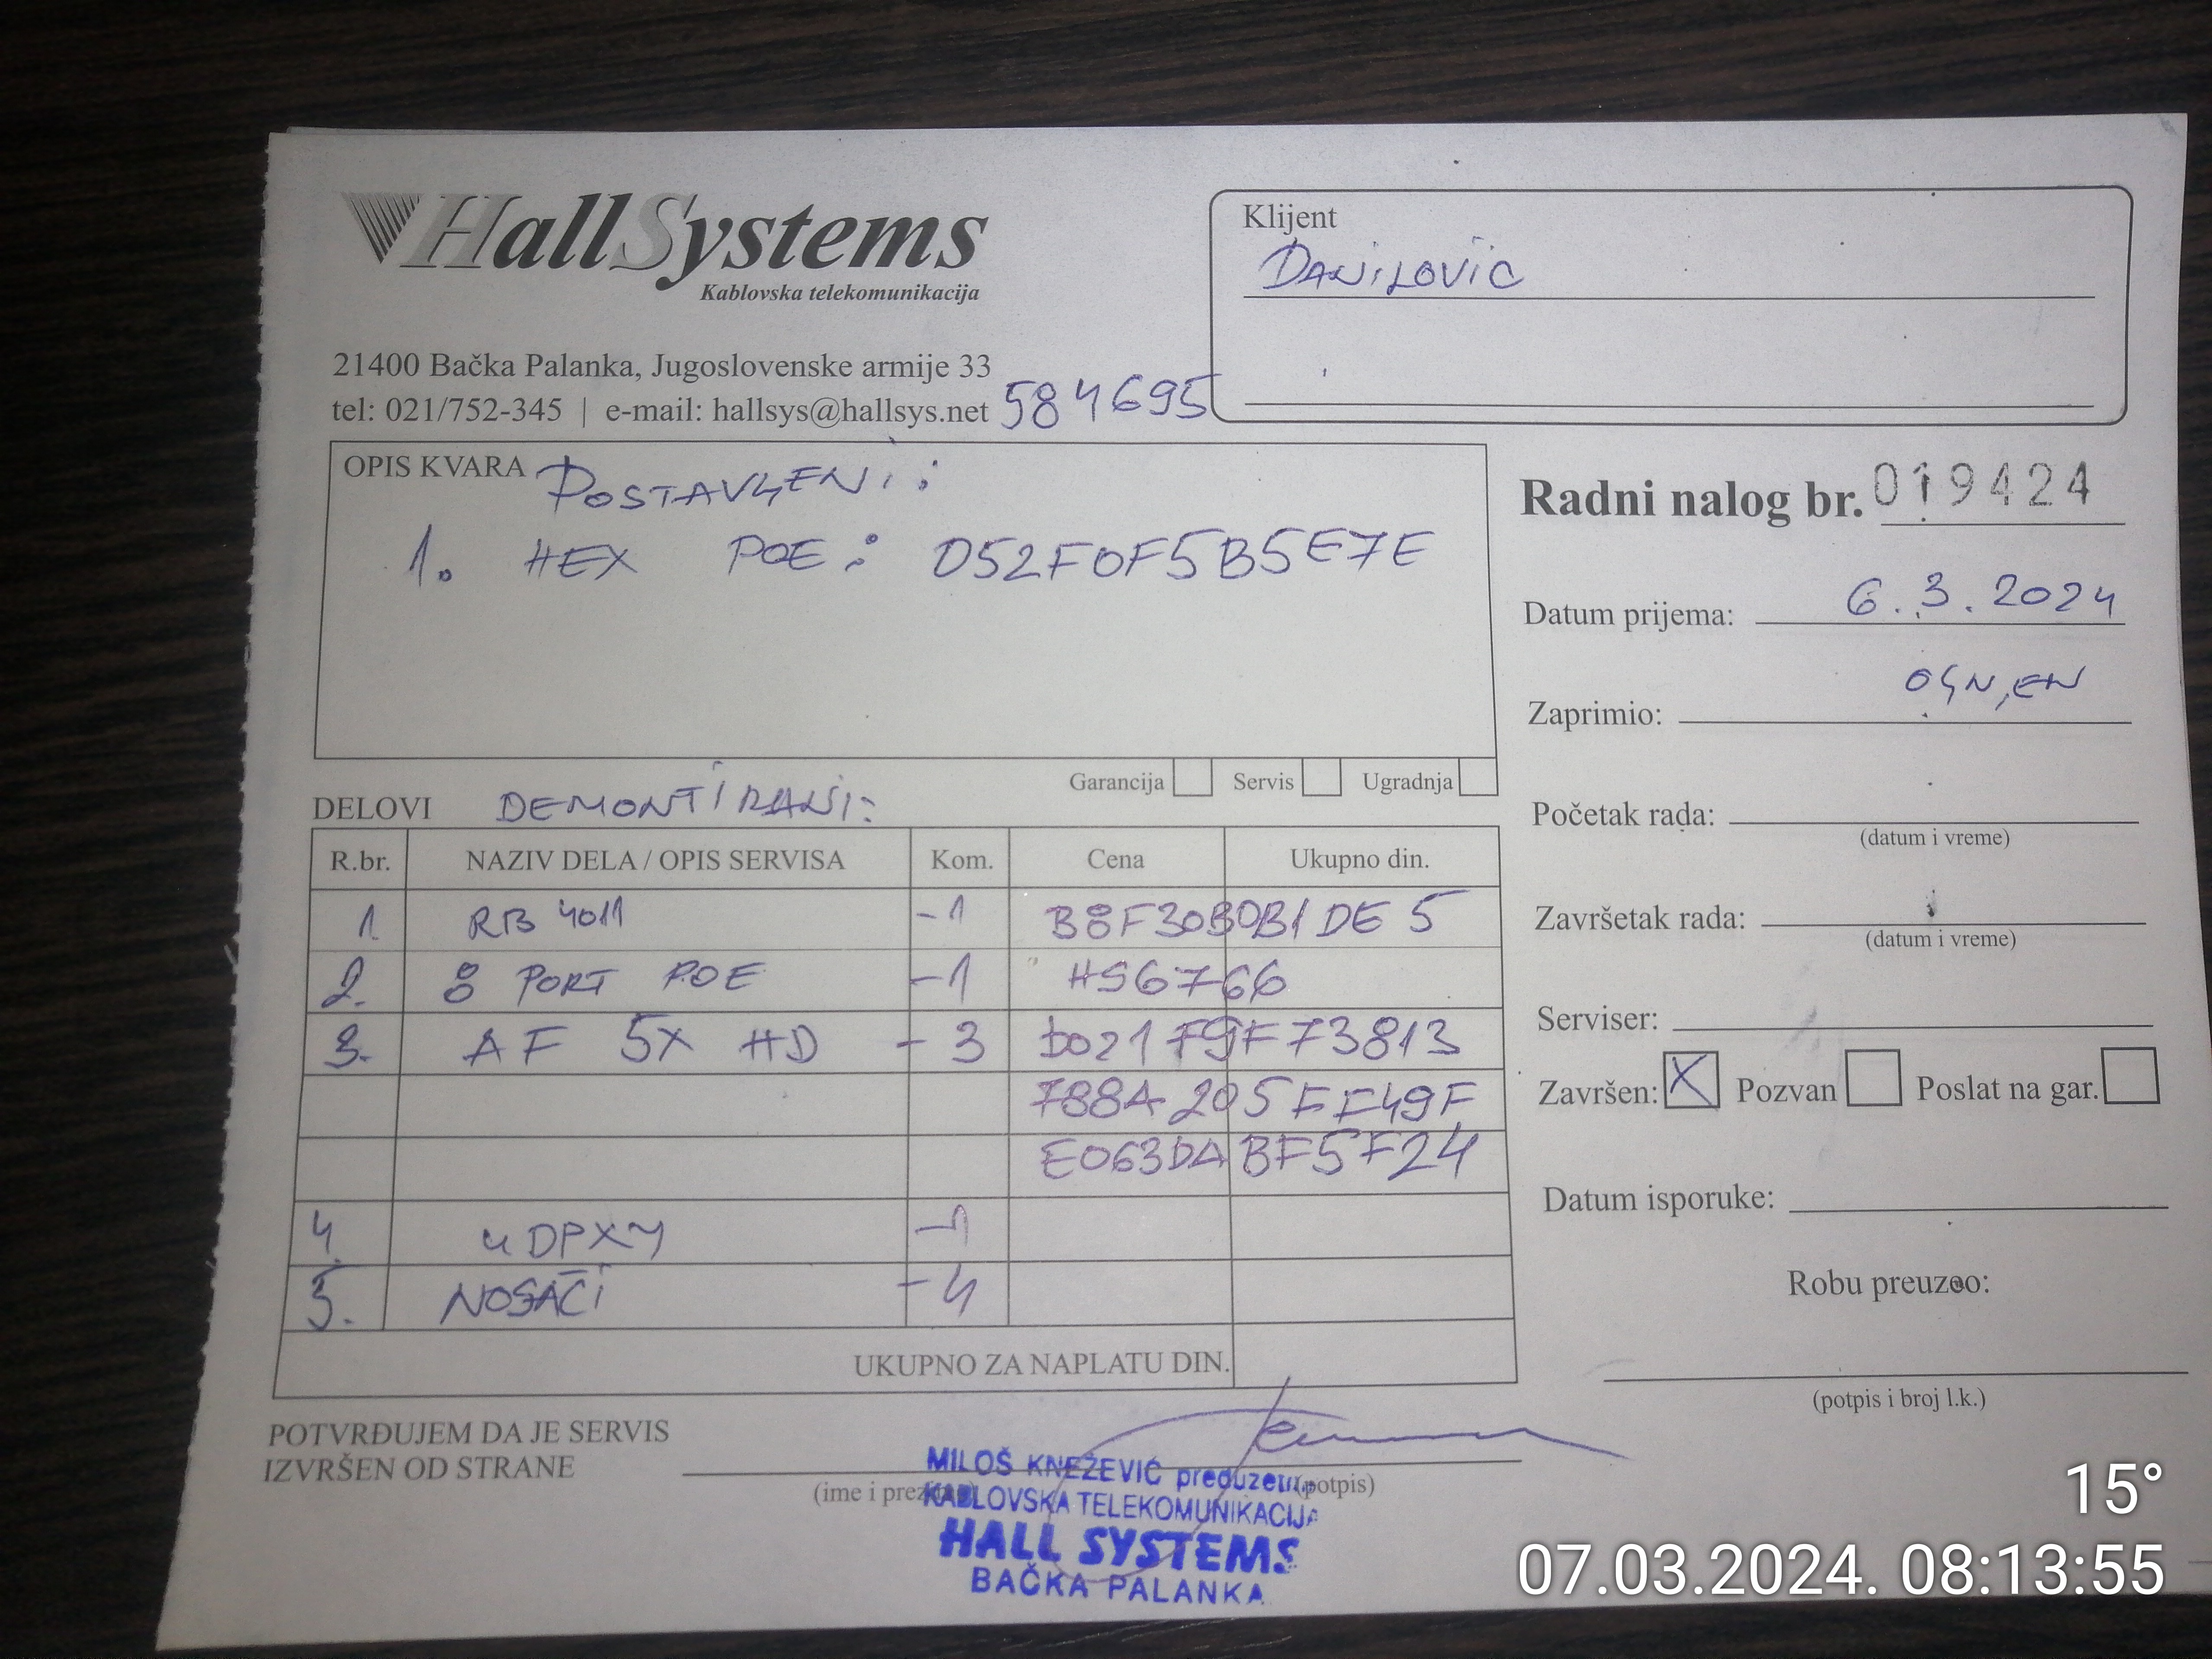 HallSystems
Kablovska telekomunikacija
21400 Bačka Palanka, Jugoslovenske armije 33
tel: 021/752-345 | e-mail: hallsys@hallsys.net
584695
Klijent
DANiLOViC
OPIS KVARA
POSTAVLJENi:
1. HEX POE: D52F0F5B5E7E
Garancija Servis Ugradnja
Radni nalog br. 019424
Datum prijema: 6.3.2024
Zaprimio: OGNJEN
Početak rada:
(datum i vreme)
Završetak rada:
(datum i vreme)
Serviser:
Završen: X Pozvan Poslat na gar.
Datum isporuke:
Robu preuzeo:
(potpis i broj l.k.)
DELOVI DEMONTiRANi:
R.br. NAZIV DELA / OPIS SERVISA Kom. Cena Ukupno din.
1 RB 4011 -1 B8F30B0B1DE5
2. 8 PORT POE -1 HS6766
3. AF 5X HD - 3 D021F9F73813
788A205FF49F
E063DABF5F24
4. uDPXY -1
5. NOSAČi -4
UKUPNO ZA NAPLATU DIN.
POTVRĐUJEM DA JE SERVIS
IZVRŠEN OD STRANE
(potpis)
MILOŠ KNEŽEVIĆ
KABLOVSKA TELEKOMUNIKACIJA
HALL SYSTEMS
BAČKA PALANKA
15°
07.03.2024. 08:13:55